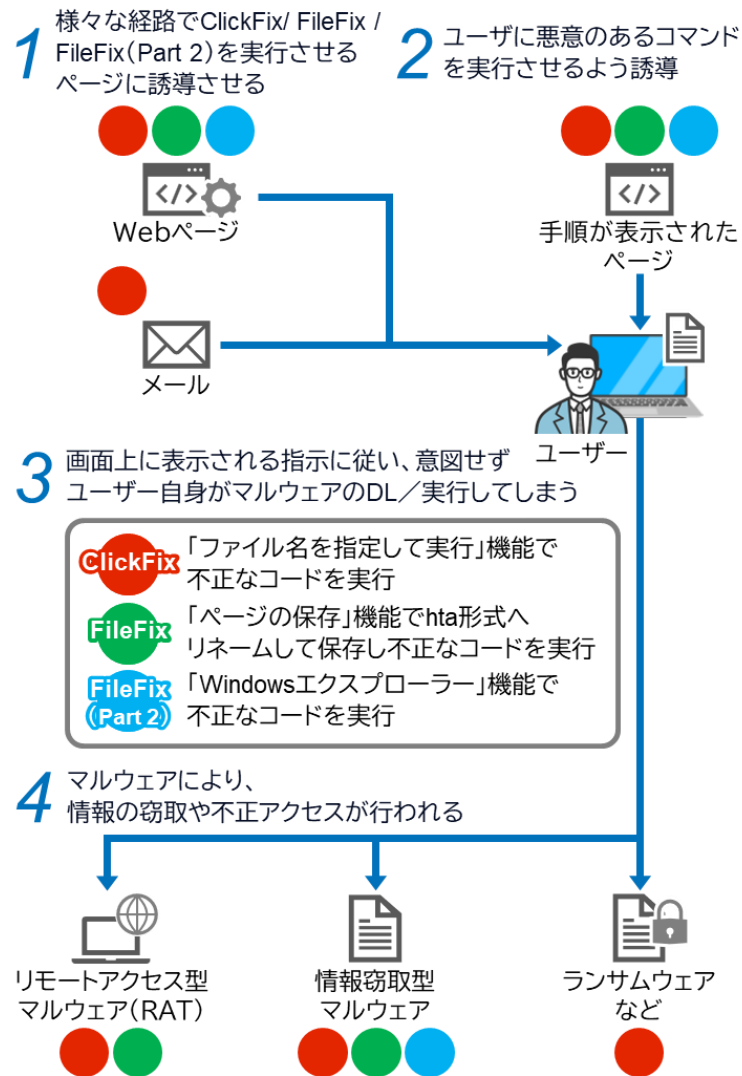 1
様々な経路でClickFix/ FileFix /
FileFix(Part 2)を実行させる
ページに誘導させる
2
ユーザに悪意のあるコマンド
を実行させるよう誘導
</>
Webページ
メール
</>
手順が表示された
ページ
ユーザー
3
画面上に表示される指示に従い、意図せず
ユーザー自身がマルウェアのDL／実行してしまう
ClickFix
「ファイル名を指定して実行」機能で
不正なコードを実行
FileFix
「ページの保存」機能でhta形式へ
リネームして保存し不正なコードを実行
FileFix
(Part 2)
「Windowsエクスプローラー」機能で
不正なコードを実行
4
マルウェアにより、
情報の窃取や不正アクセスが行われる
リモートアクセス型
マルウェア(RAT)
情報窃取型
マルウェア
ランサムウェア
など